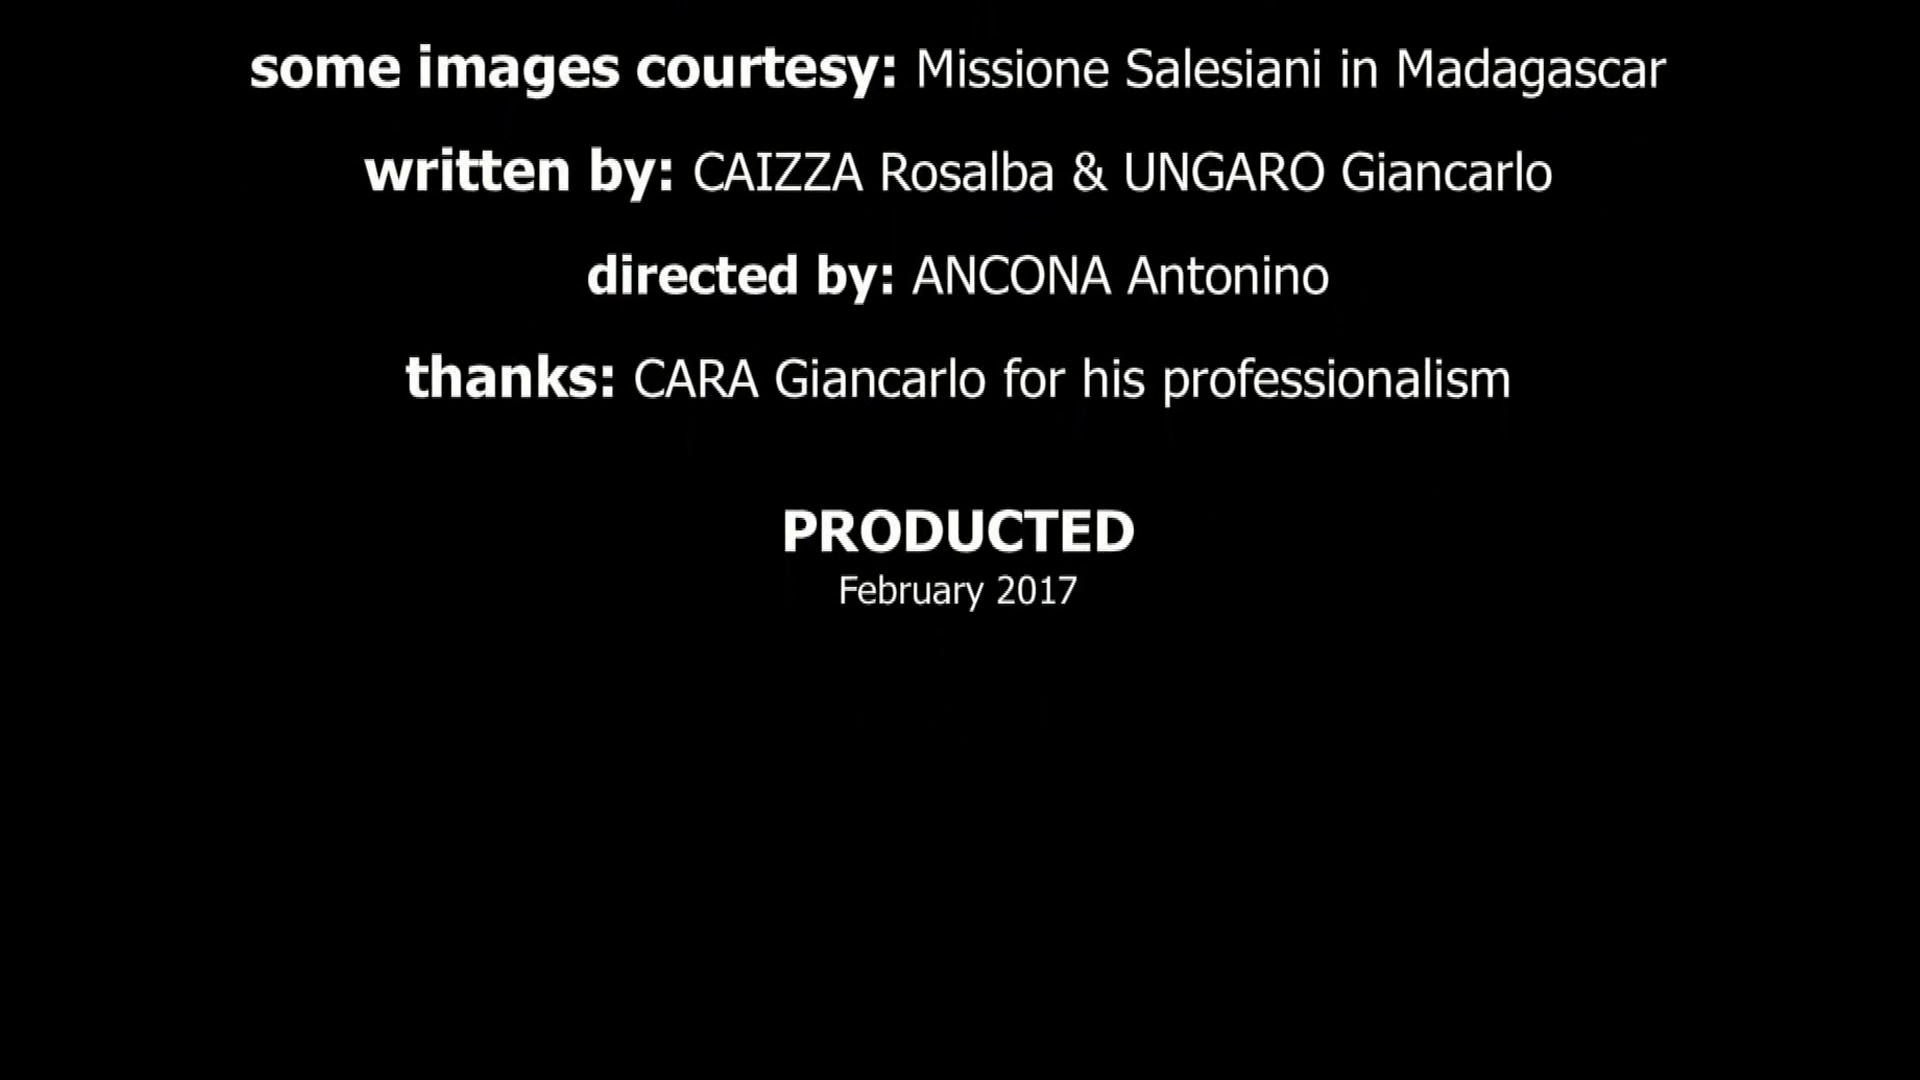 some images courtesy: Missione Salesiani in Madagascar
written by: CAIZZA Rosalba & UNGARO Giancarlo
directed by: ANCONA Antonino
thanks: CARA Giancarlo for his professionalism
PRODUCTED
February 2017